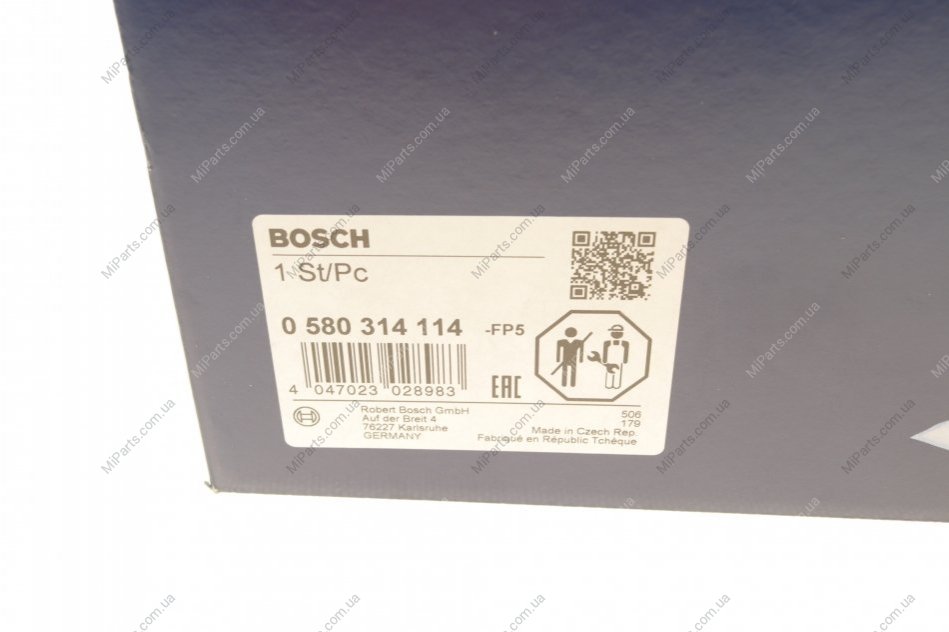 BOSCH
1 St/Pc
0 580 314 114 -FP5
4 047023 028983
EAC
Robert Bosch GmbH
Auf der Breit 4
76227 Karlsruhe
GERMANY
506
179
Made in Czech Rep.
Fabriqué en Républic Tchéque
MiParts.com.ua